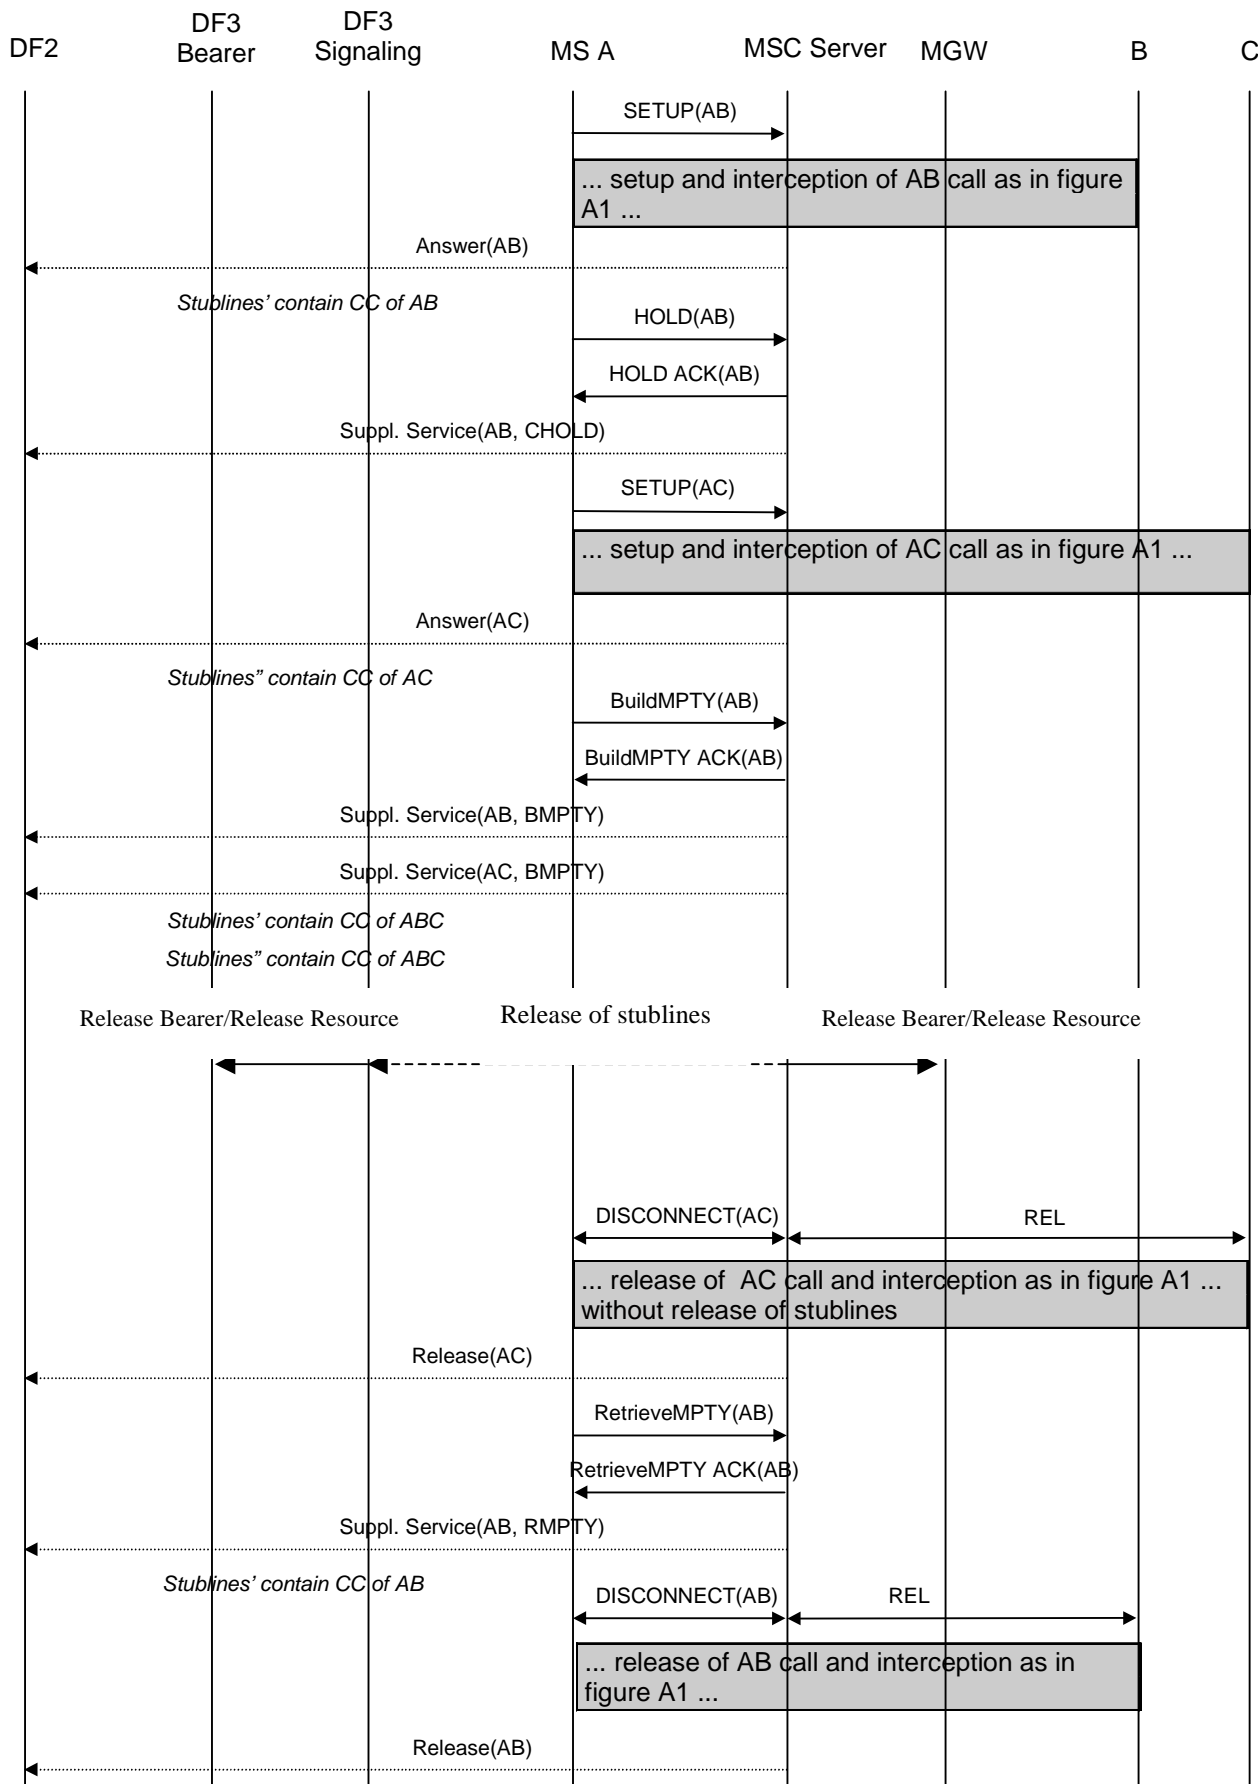 DF2
DF3
Bearer
DF3
Signaling
MS A
MSC Server
MGW
B
C
SETUP(AB)
... setup and interception of AB call as in figure
A1 ...
Answer(AB)
Stublines’ contain CC of AB
HOLD(AB)
HOLD ACK(AB)
Suppl. Service(AB, CHOLD)
SETUP(AC)
... setup and interception of AC call as in figure A1 ...
Answer(AC)
Stublines” contain CC of AC
BuildMPTY(AB)
BuildMPTY ACK(AB)
Suppl. Service(AB, BMPTY)
Suppl. Service(AC, BMPTY)
Stublines’ contain CC of ABC
Stublines” contain CC of ABC
Release Bearer/Release Resource
Release of stublines
Release Bearer/Release Resource
DISCONNECT(AC)
REL
... release of  AC call and interception as in figure A1 ...
without release of stublines
Release(AC)
RetrieveMPTY(AB)
RetrieveMPTY ACK(AB)
Suppl. Service(AB, RMPTY)
Stublines’ contain CC of AB
DISCONNECT(AB)
REL
... release of AB call and interception as in
figure A1 ...
Release(AB)